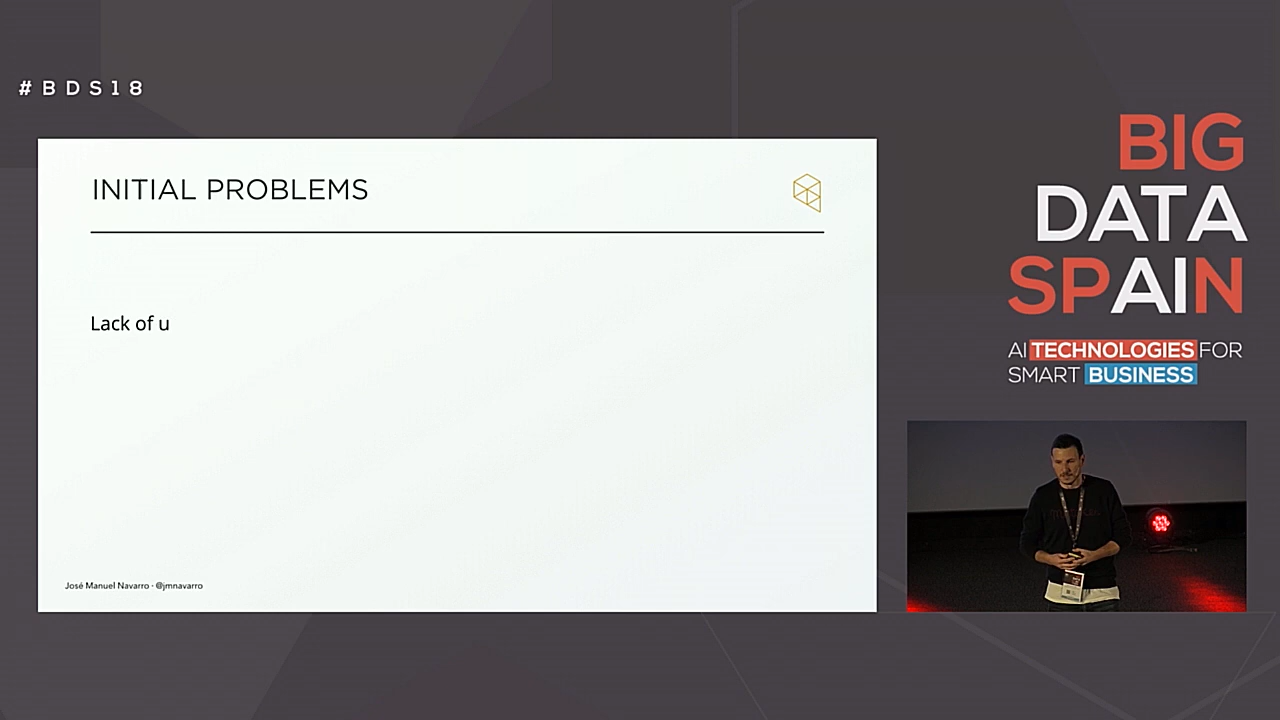 #BDS18
INITIAL PROBLEMS
Lack of u
José Manuel Navarro · @jmnavarro
BIG
DATA
SPAIN
AI TECHNOLOGIES FOR
SMART BUSINESS